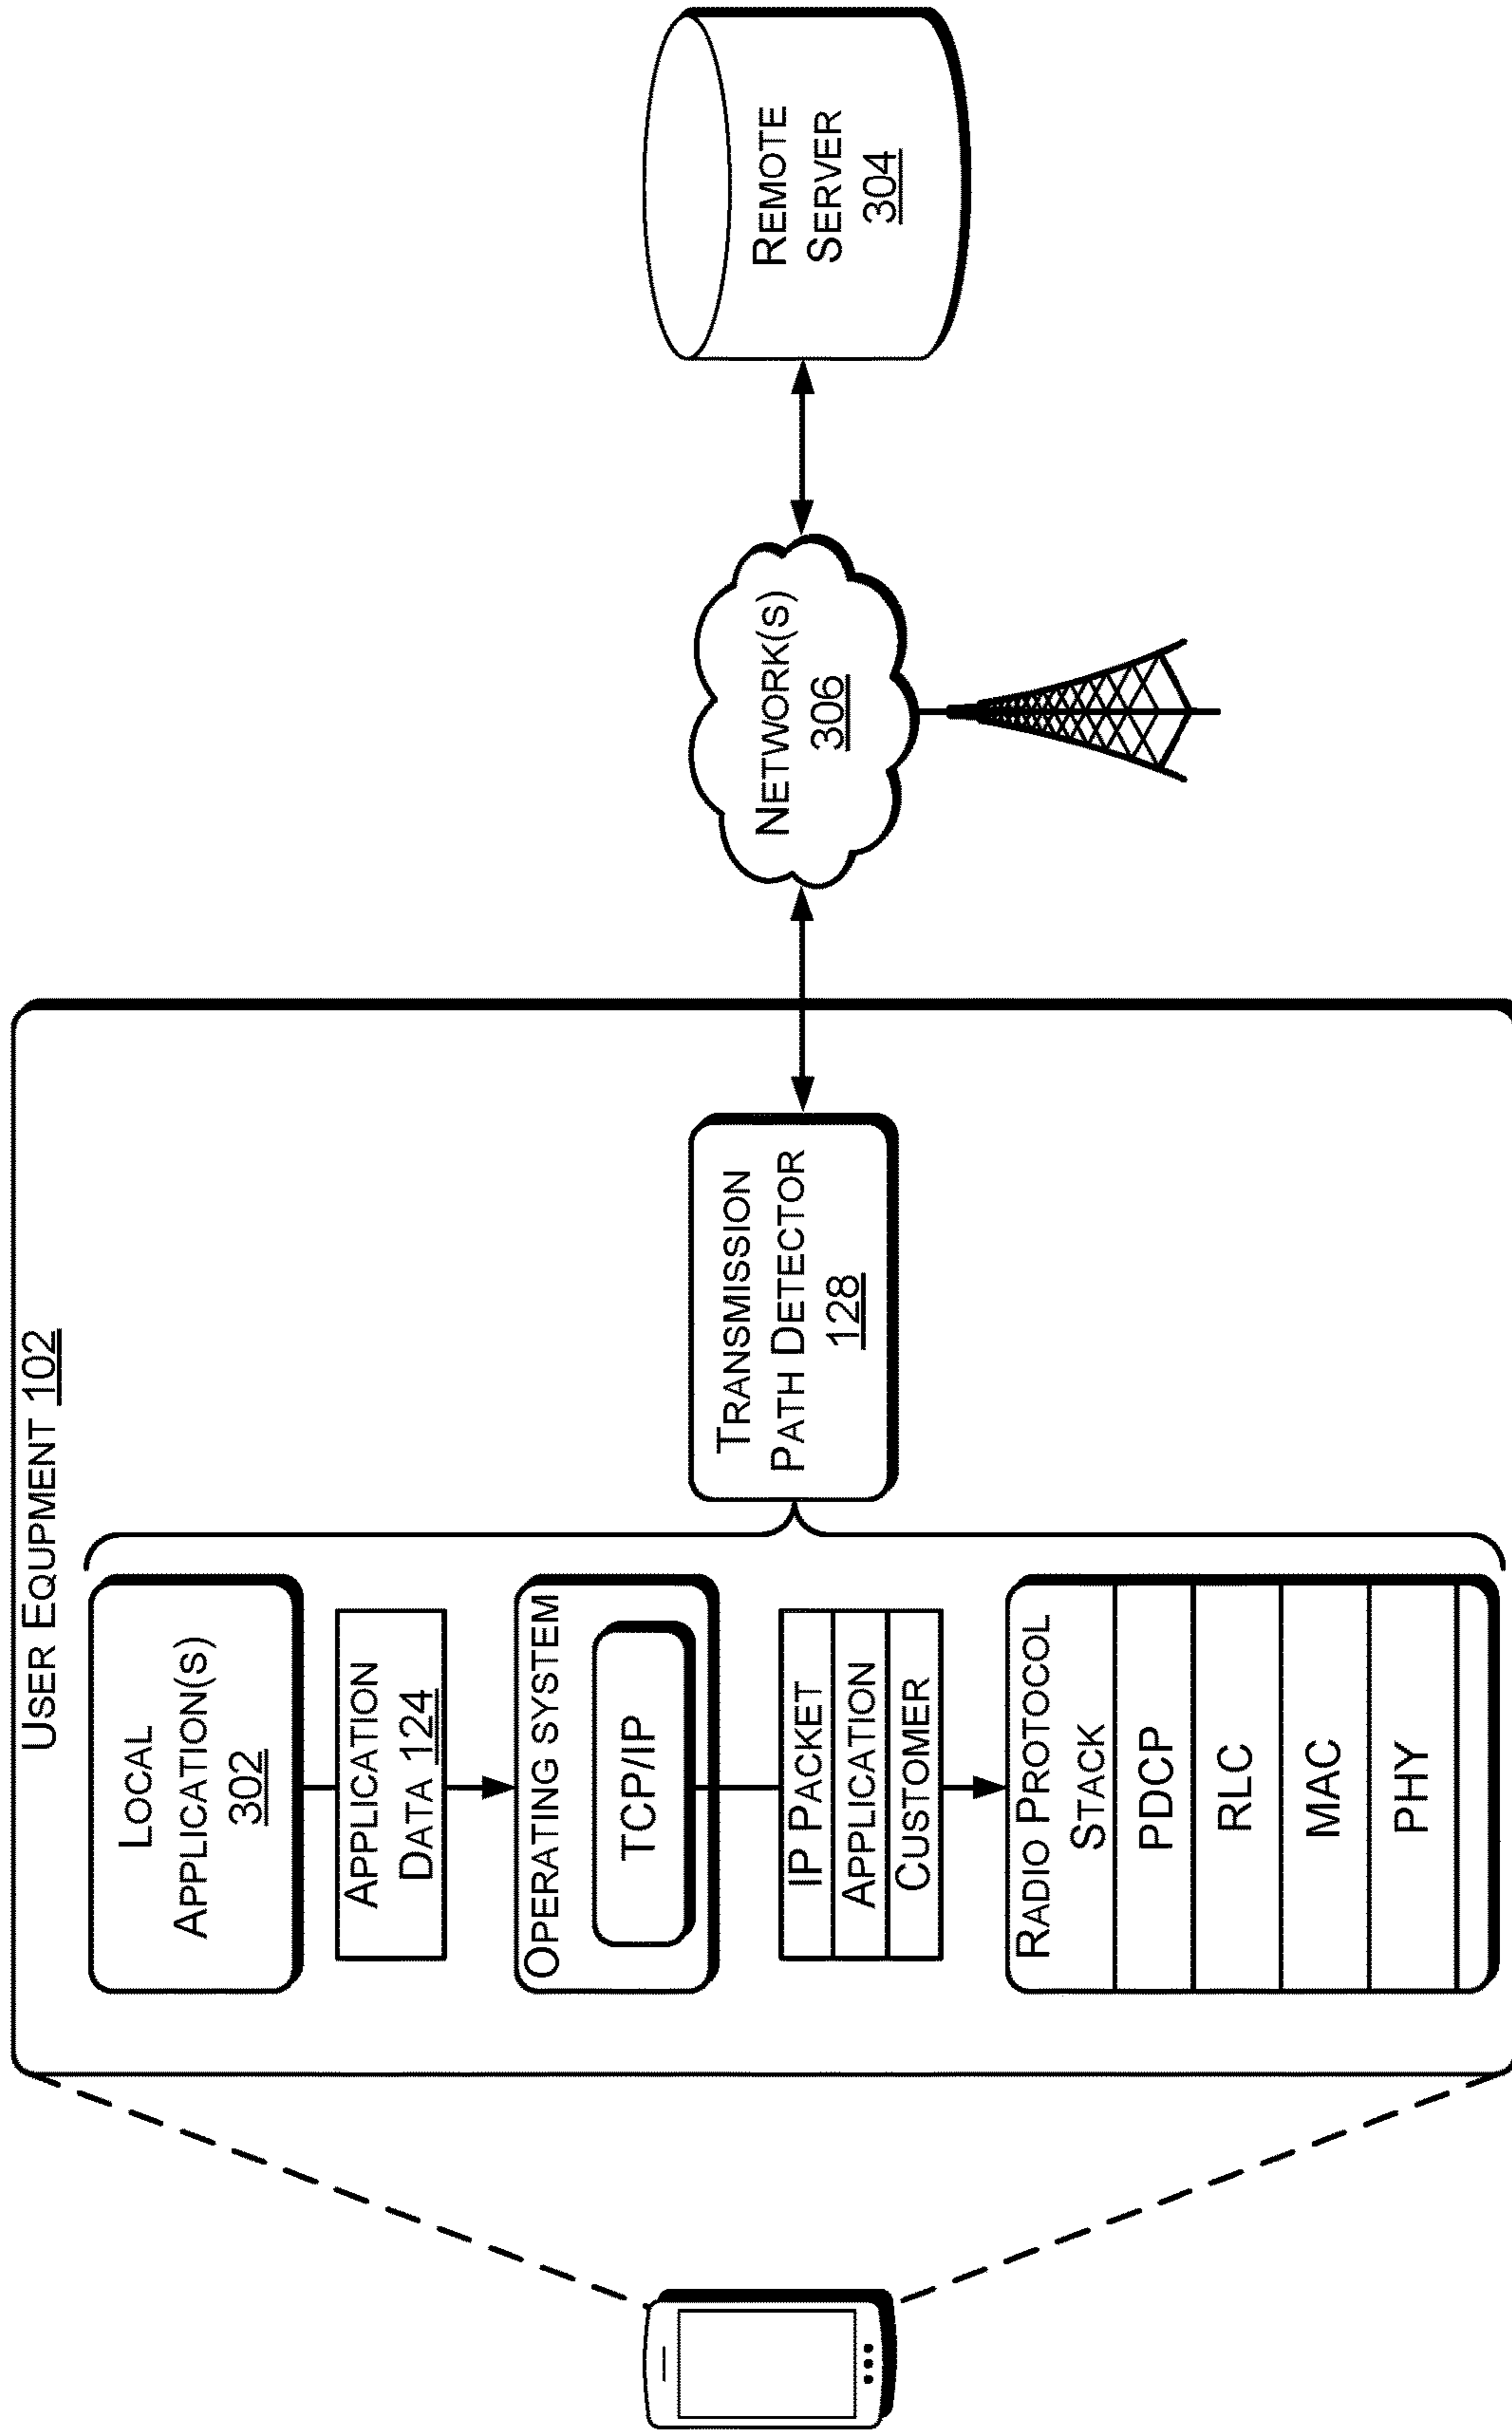 USER EQUPMENT 102
LOCAL
APPLICATION(S)
302
APPLICATION
DATA 124
OPERATING SYSTEM
TCP/IP
IP PACKET
APPLICATION
CUSTOMER
RADIO PROTOCOL
STACK
PDCP
RLC
MAC
PHY
TRANSMISSION
PATH DETECTOR
128
NETWORK(S)
306
REMOTE
SERVER
304